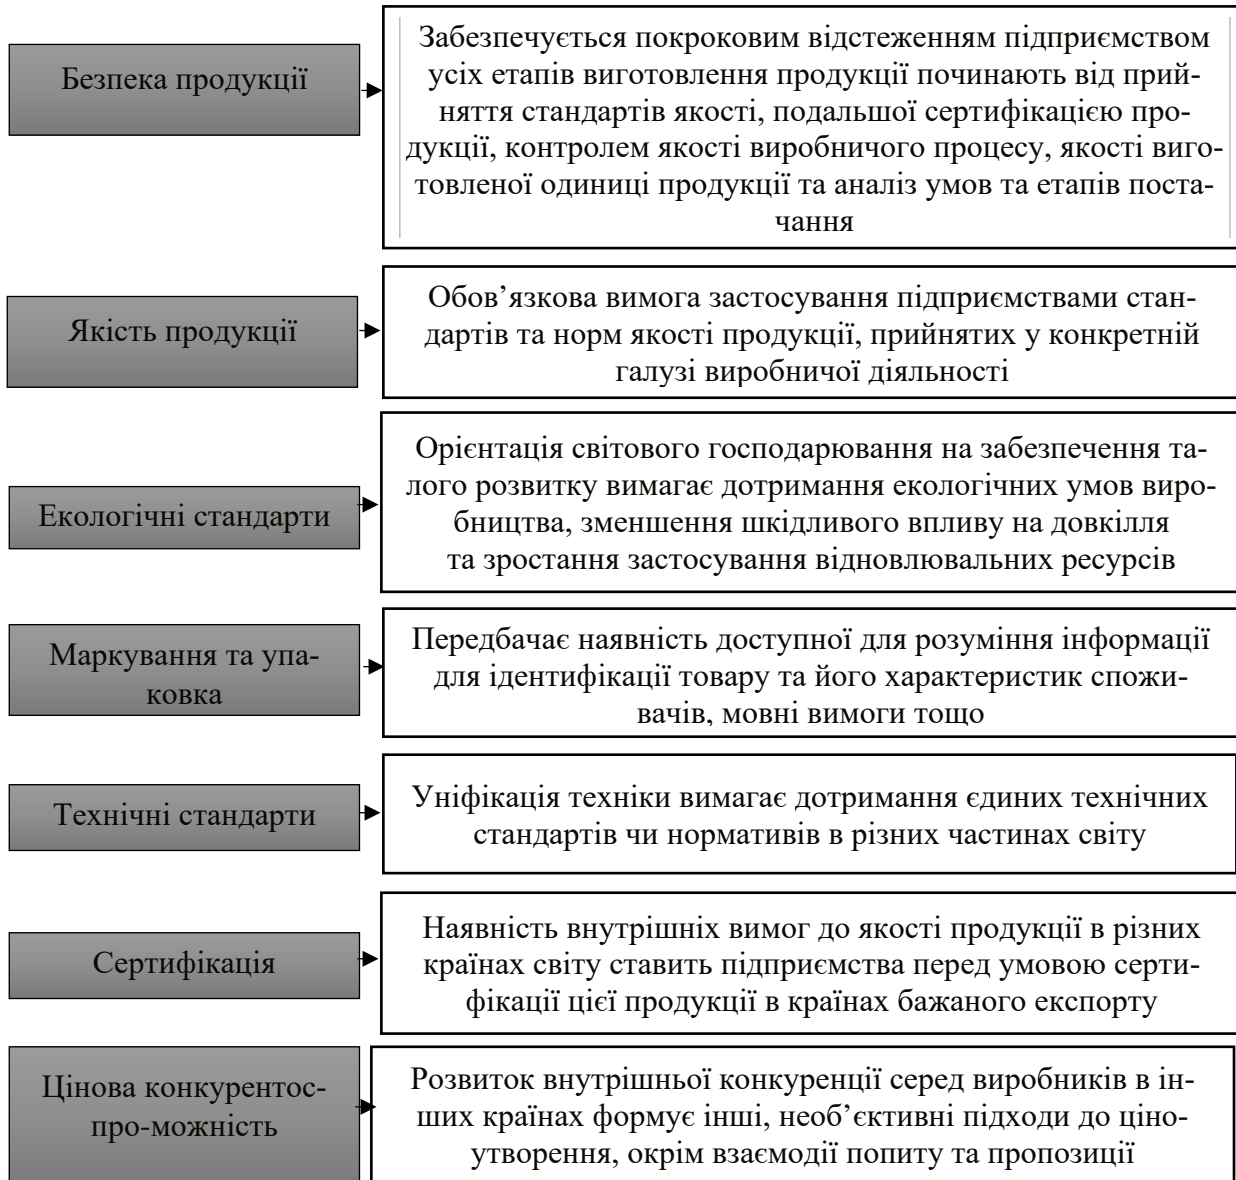 Безпека продукції
Забезпечується покроковим відстеженням підприємством
усіх етапів виготовлення продукції починають від прий-
няття стандартів якості, подальшої сертифікацією про-
дукції, контролем якості виробничого процесу, якості виго-
товленої одиниці продукції та аналіз умов та етапів поста-
чання
Якість продукції
Обов’язкова вимога застосування підприємствами стан-
дартів та норм якості продукції, прийнятих у конкретній
галузі виробничої діяльності
Екологічні стандарти
Орієнтація світового господарювання на забезпечення та-
лого розвитку вимагає дотримання екологічних умов виро-
бництва, зменшення шкідливого впливу на довкілля
та зростання застосування відновлювальних ресурсів
Маркування та упа-
ковка
Передбачає наявність доступної для розуміння інформації
для ідентифікації товару та його характеристик спожи-
вачів, мовні вимоги тощо
Технічні стандарти
Уніфікація техніки вимагає дотримання єдиних технічних
стандартів чи нормативів в різних частинах світу
Сертифікація
Наявність внутрішніх вимог до якості продукції в різних
країнах світу ставить підприємства перед умовою серти-
фікації цієї продукції в країнах бажаного експорту
Цінова конкурентос-
про-можність
Розвиток внутрішньої конкуренції серед виробників в ін-
ших країнах формує інші, необ’єктивні підходи до ціно-
утворення, окрім взаємодії попиту та пропозиції